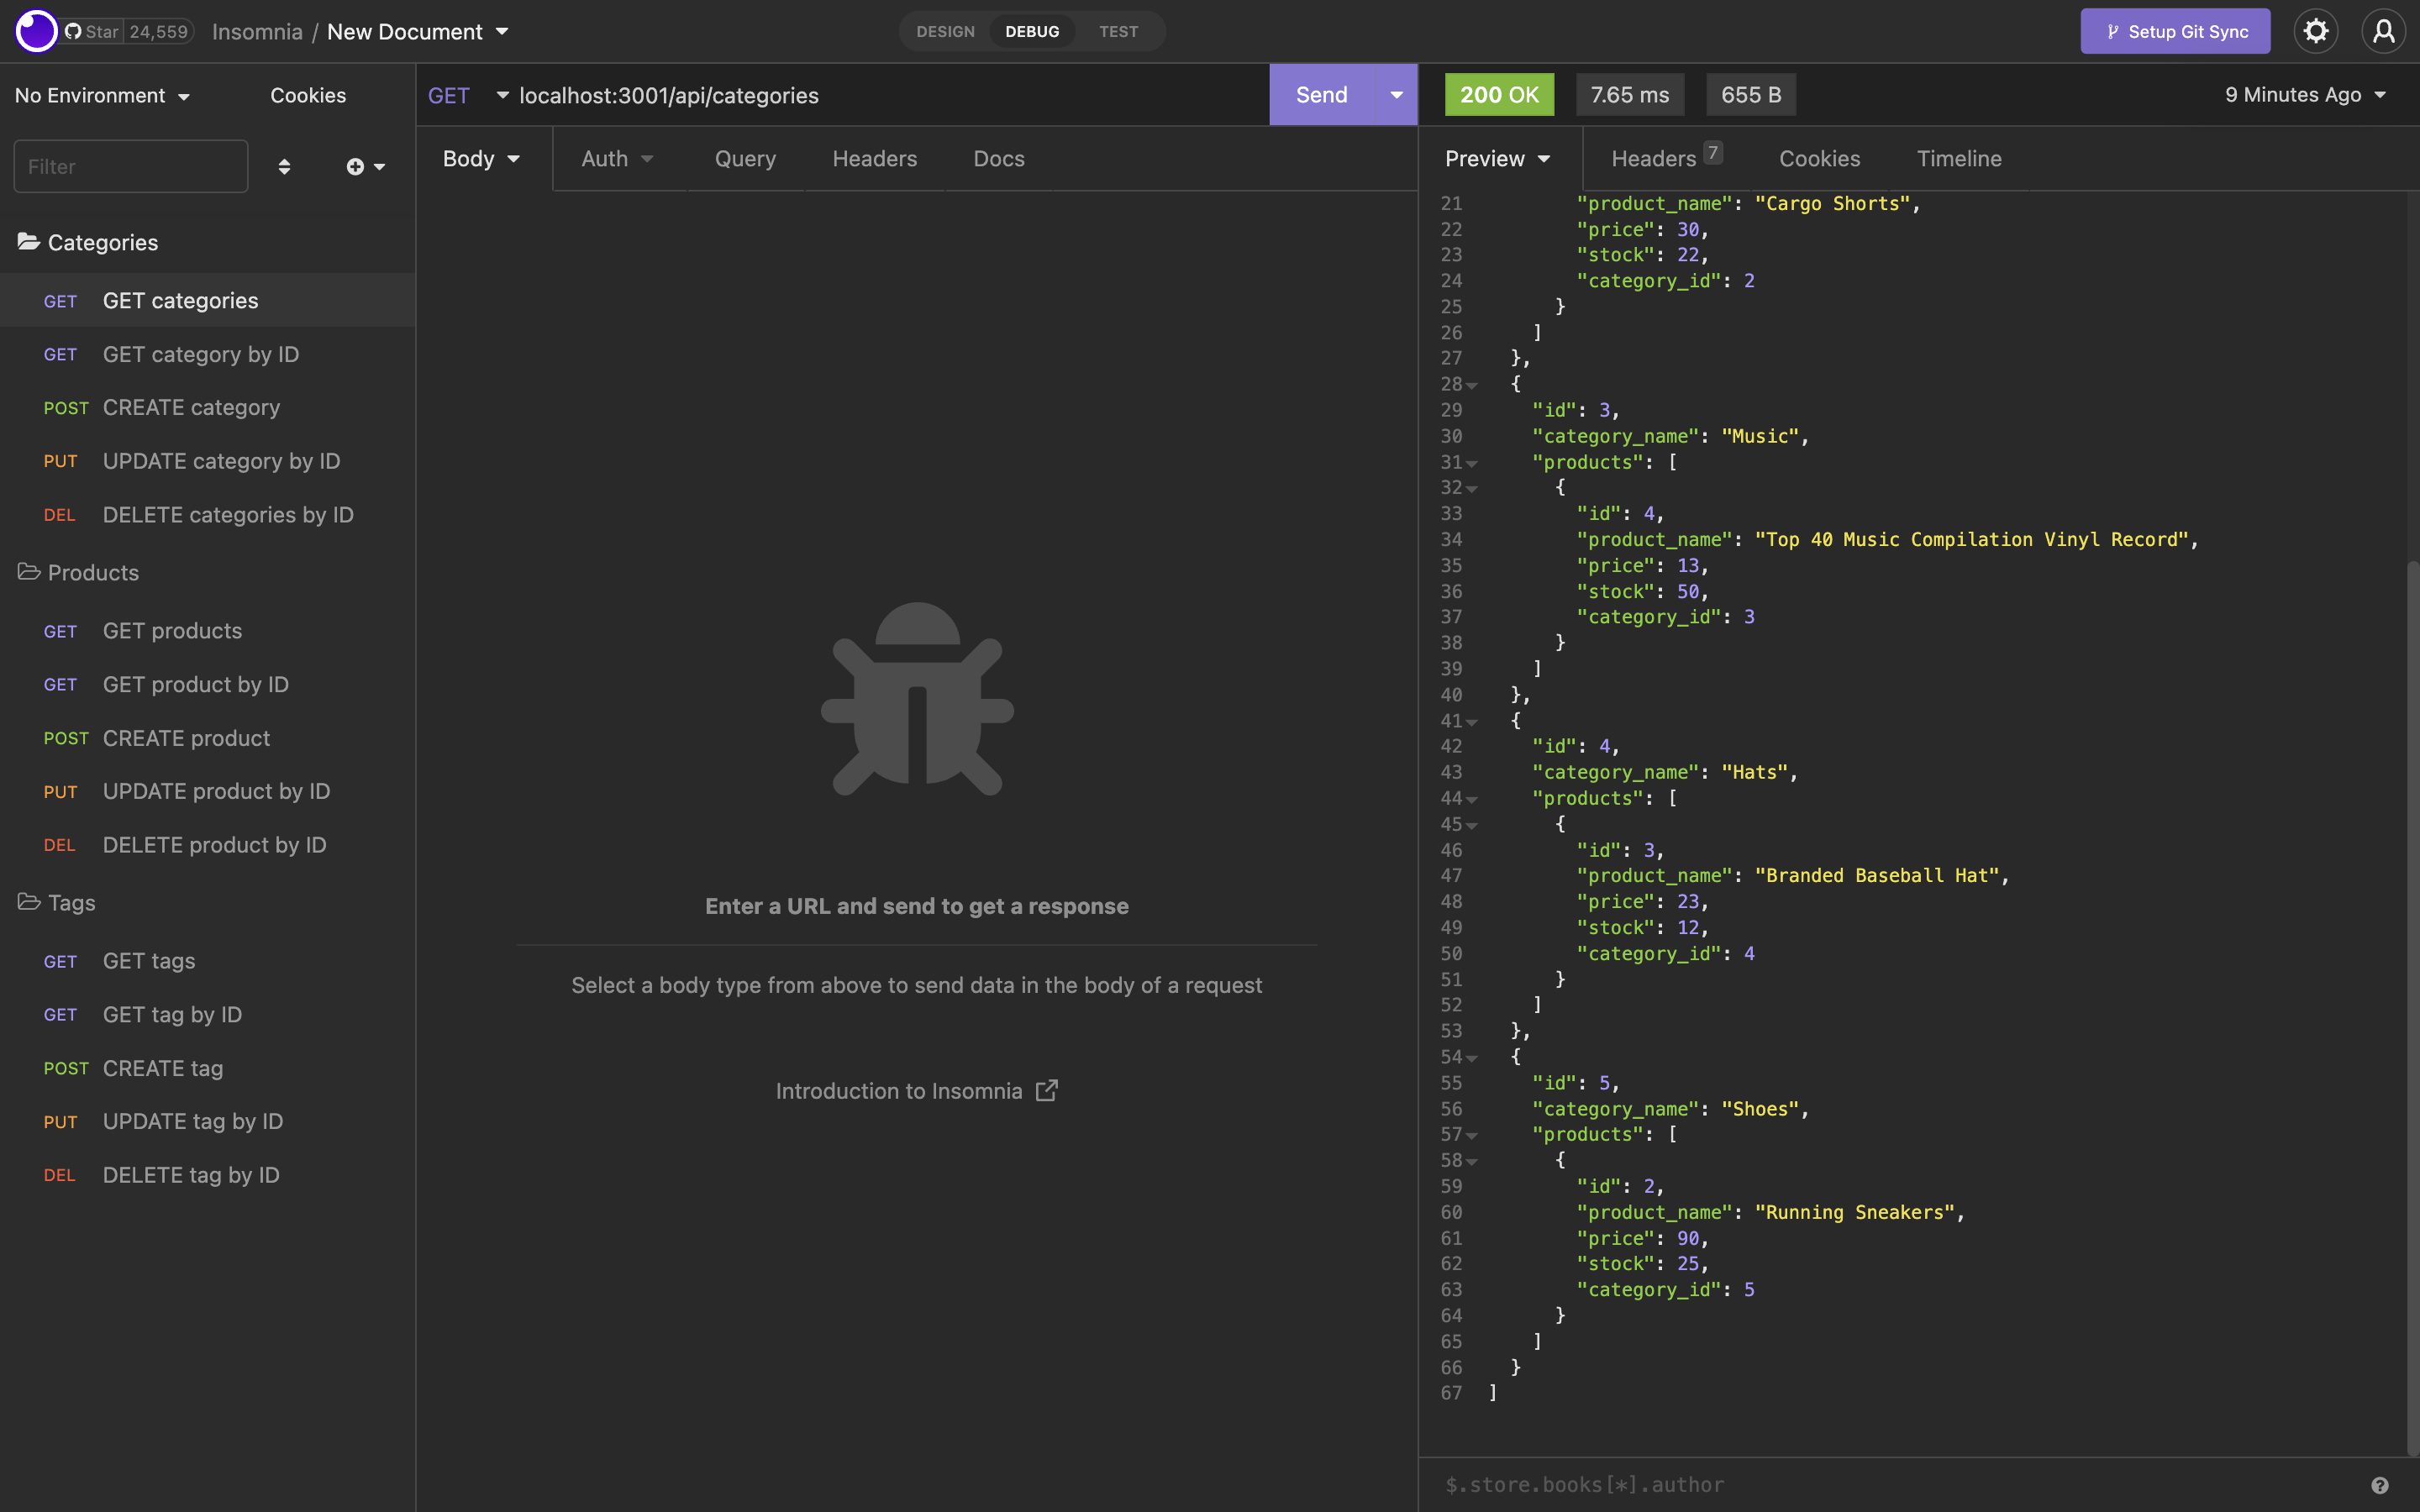 Star 24,559
Insomnia / New Document
DESIGN DEBUG TEST
Setup Git Sync
No Environment
Cookies
Filter
Categories
GET GET categories
GET GET category by ID
POST CREATE category
PUT UPDATE category by ID
DEL DELETE categories by ID
Products
GET GET products
GET GET product by ID
POST CREATE product
PUT UPDATE product by ID
DEL DELETE product by ID
Tags
GET GET tags
GET GET tag by ID
POST CREATE tag
PUT UPDATE tag by ID
DEL DELETE tag by ID
GET localhost:3001/api/categories
Send
Body Auth Query Headers Docs
Enter a URL and send to get a response
Select a body type from above to send data in the body of a request
Introduction to Insomnia
200 OK 7.65 ms 655 B
9 Minutes Ago
Preview Headers 7 Cookies Timeline
21 "product_name": "Cargo Shorts",
22 "price": 30,
23 "stock": 22,
24 "category_id": 2
25 }
26 ]
27 },
28 {
29 "id": 3,
30 "category_name": "Music",
31 "products": [
32 {
33 "id": 4,
34 "product_name": "Top 40 Music Compilation Vinyl Record",
35 "price": 13,
36 "stock": 50,
37 "category_id": 3
38 }
39 ]
40 },
41 {
42 "id": 4,
43 "category_name": "Hats",
44 "products": [
45 {
46 "id": 3,
47 "product_name": "Branded Baseball Hat",
48 "price": 23,
49 "stock": 12,
50 "category_id": 4
51 }
52 ]
53 },
54 {
55 "id": 5,
56 "category_name": "Shoes",
57 "products": [
58 {
59 "id": 2,
60 "product_name": "Running Sneakers",
61 "price": 90,
62 "stock": 25,
63 "category_id": 5
64 }
65 ]
66 }
67 ]
$.store.books[*].author